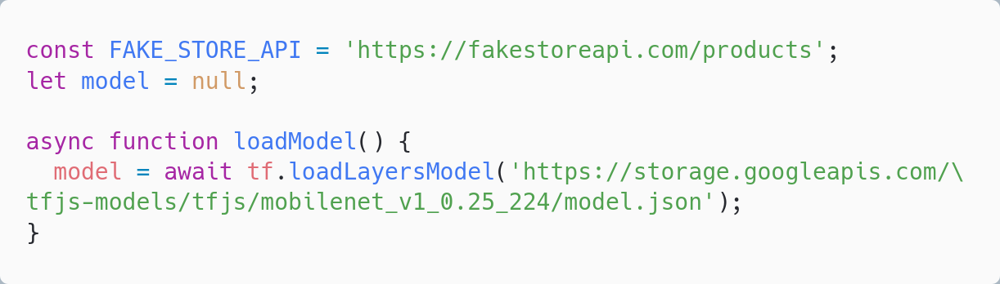 const FAKE_STORE_API = 'https://fakestoreapi.com/products';
let model = null;

async function loadModel() {
  model = await tf.loadLayersModel('https://storage.googleapis.com/\
tfjs-models/tfjs/mobilenet_v1_0.25_224/model.json');
}